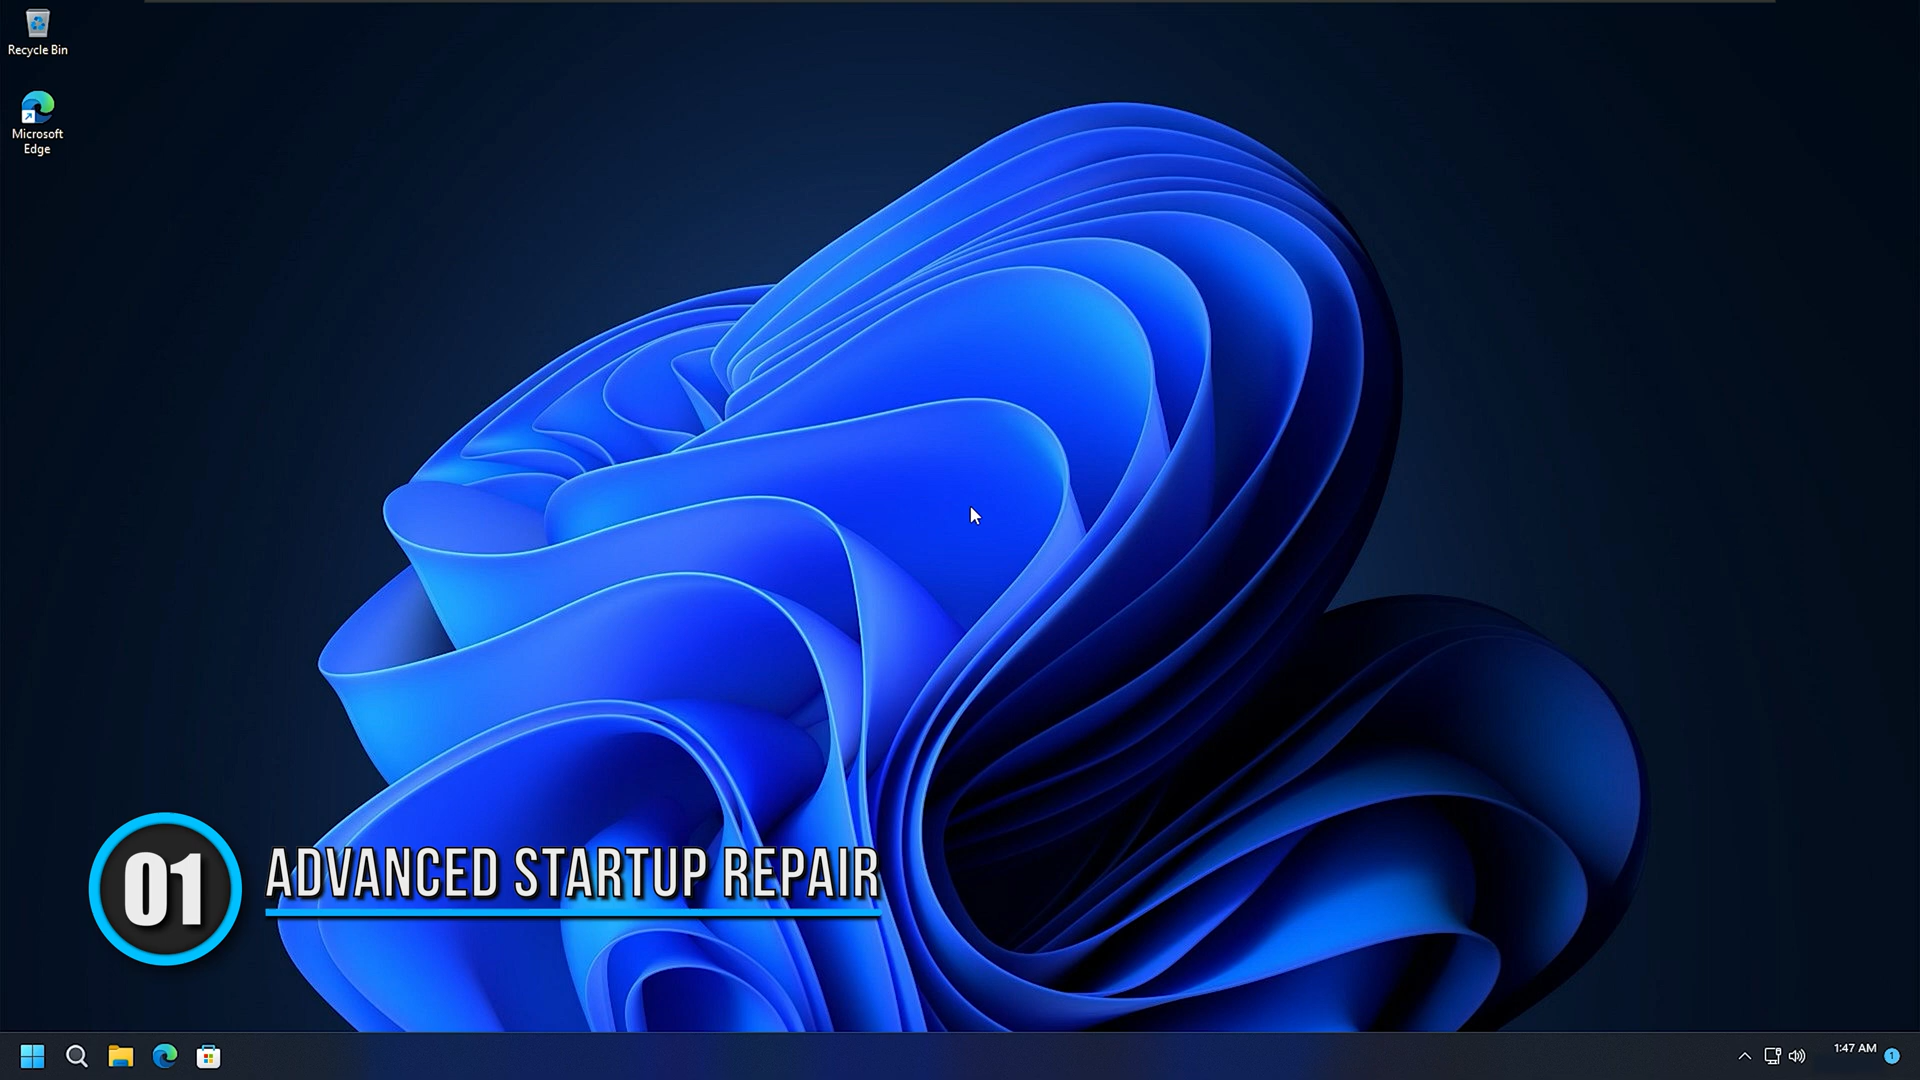 Recycle Bin
Microsoft
Edge
01
ADVANCED STARTUP REPAIR
1:47 AM
1